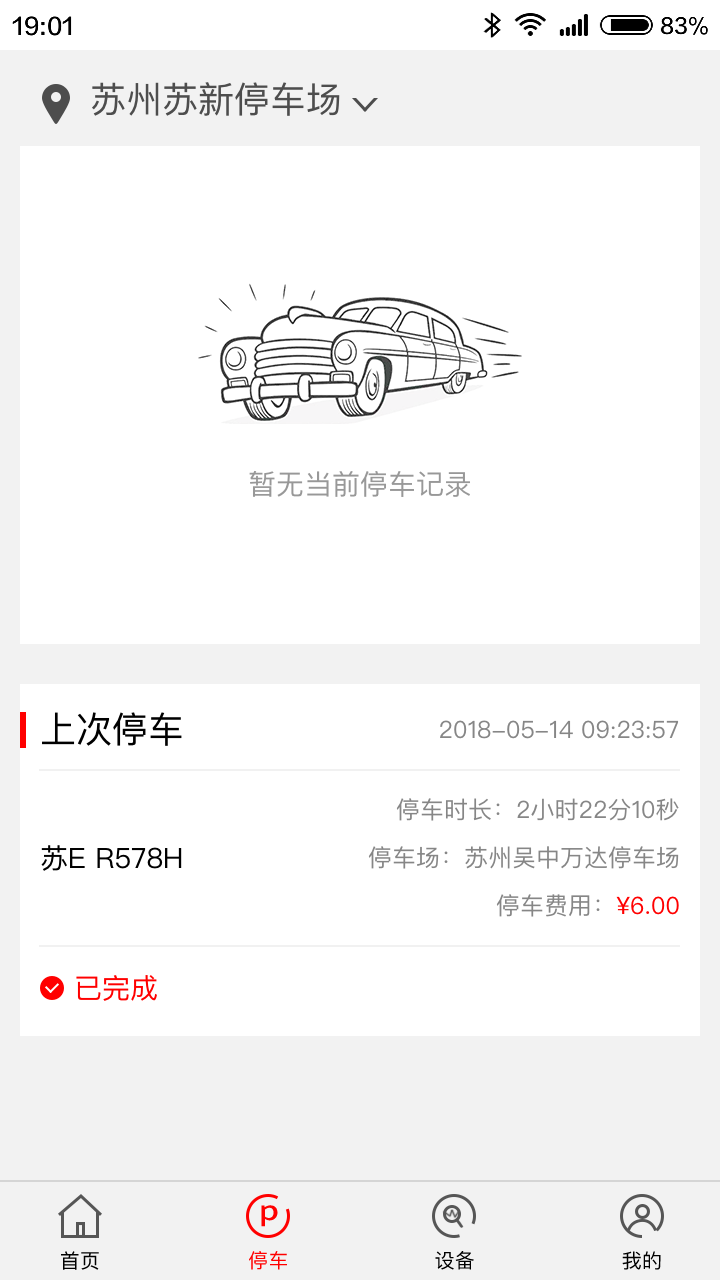 19:01
83%
苏州苏新停车场
暂无当前停车记录
上次停车
2018-05-14 09:23:57
停车时长：2小时22分10秒
苏E R578H
停车场：苏州吴中万达停车场
停车费用：¥6.00
已完成
首页
停车
设备
我的